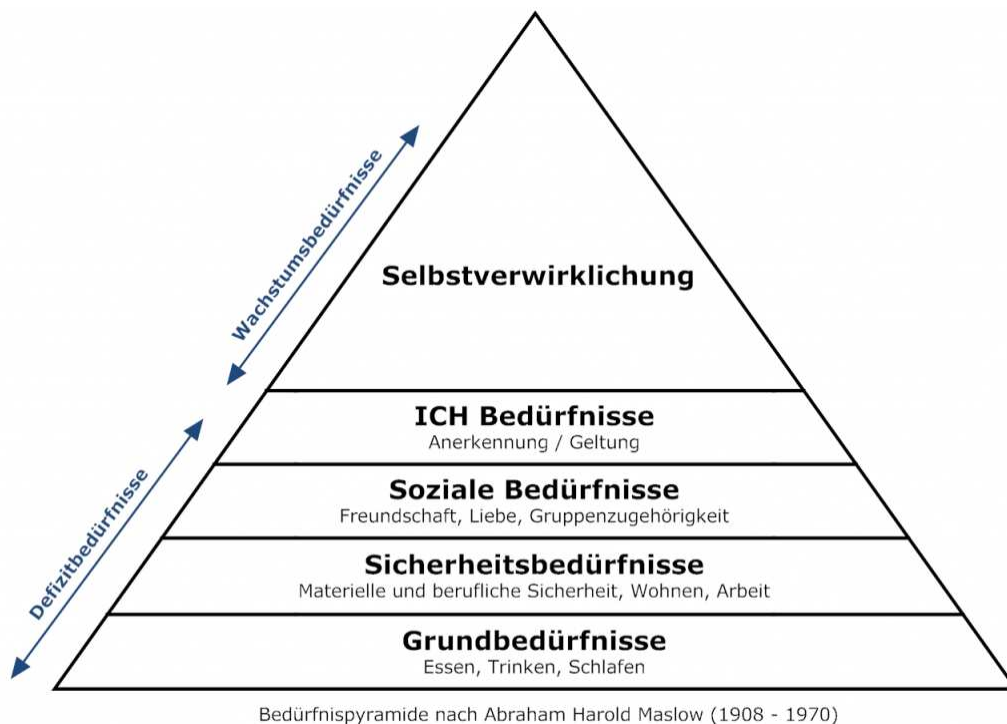 Wachstumsbedürfnisse
Selbstverwirklichung
Defizitbedürfnisse
ICH Bedürfnisse
Anerkennung / Geltung
Soziale Bedürfnisse
Freundschaft, Liebe, Gruppenzugehörigkeit
Sicherheitsbedürfnisse
Materielle und berufliche Sicherheit, Wohnen, Arbeit
Grundbedürfnisse
Essen, Trinken, Schlafen
Bedürfnispyramide nach Abraham Harold Maslow (1908 - 1970)